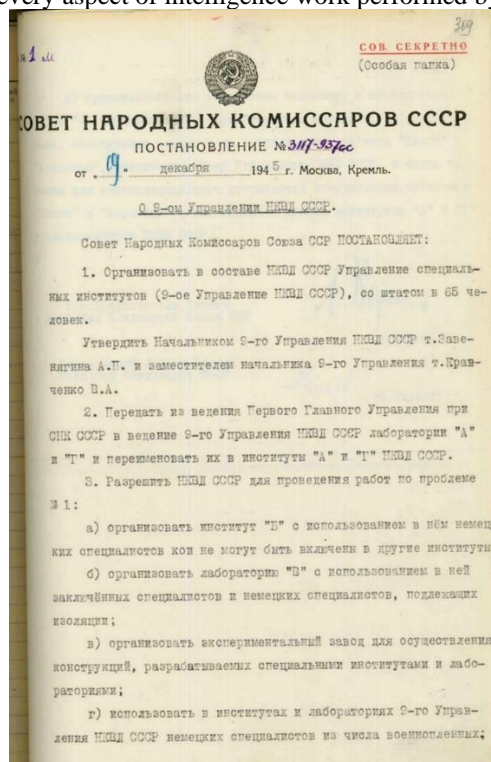 every aspect of intelligence work performed by
309
№ 1 м
СОВ. СЕКРЕТНО
(Особая папка)
СОВЕТ НАРОДНЫХ КОМИССАРОВ СССР
ПОСТАНОВЛЕНИЕ № 3117-937сс
от „ 19 " декабря 1945 г. Москва, Кремль.
О 9-ом Управлении НКВД СССР.
Совет Народных Комиссаров Союза ССР ПОСТАНОВЛЯЕТ:
1. Организовать в составе НКВД СССР Управление специаль-
ных институтов (9-ое Управление НКВД СССР), со штатом в 65 че-
ловек.
Утвердить Начальником 9-го Управления НКВД СССР т.Заве-
нягина А.П. и заместителем начальника 9-го Управления т.Крав-
ченко В.А.
2. Передать из ведения Первого Главного Управления при
СНК СССР в ведение 9-го Управления НКВД СССР лаборатории "А"
и "Г" и переименовать их в институты "А" и "Г" НКВД СССР.
3. Разрешить НКВД СССР для проведения работ по проблеме
№ 1:
а) организовать институт "Б" с использованием в нём немец
ких специалистов кои не могут быть включены в другие институты
б) организовать лабораторию "В" с использованием в ней
заключённых специалистов и немецких специалистов, подлежащих
изоляции;
в) организовать экспериментальный завод для осуществления
конструкций, разрабатываемых специальными институтами и лабо-
раториями;
г) использовать в институтах и лабораториях 9-го Управ-
ления НКВД СССР немецких специалистов из числа военнопленных;